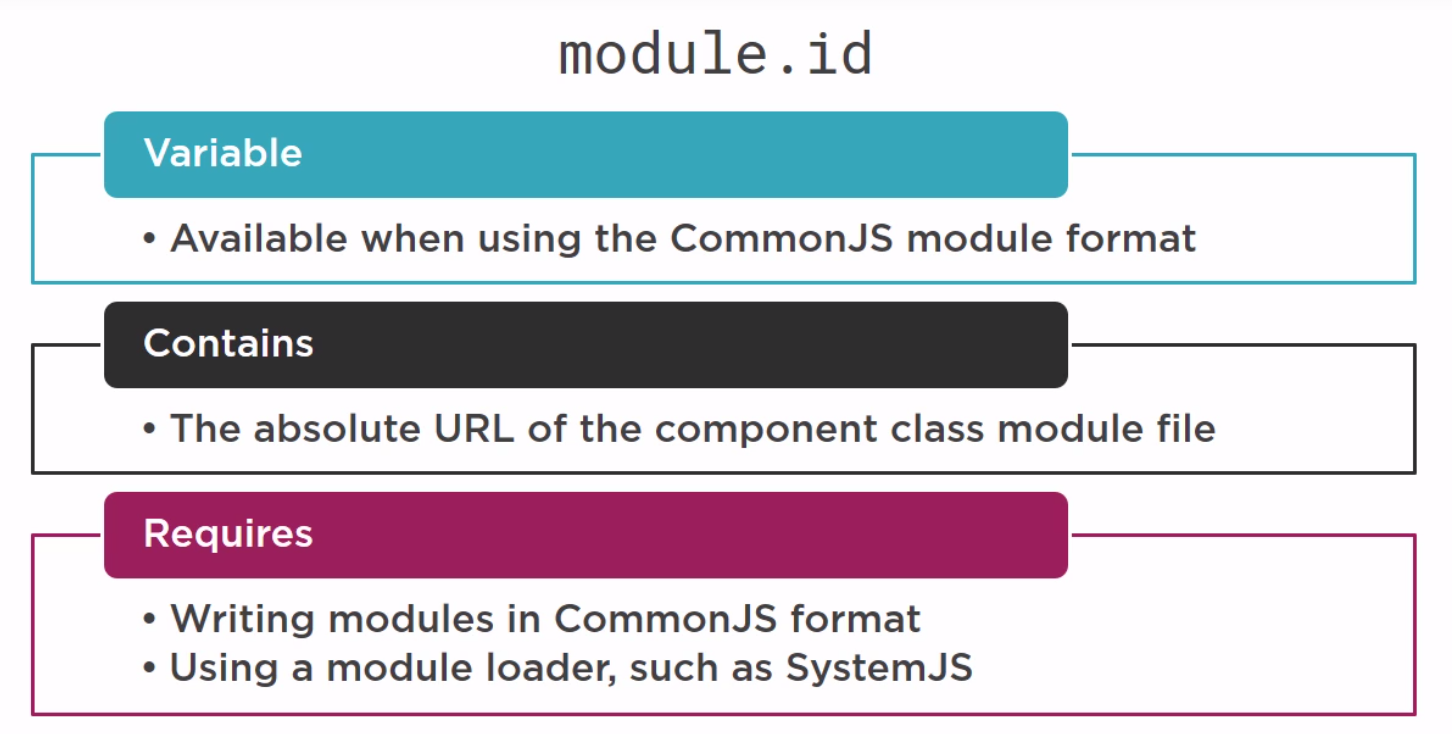 module.id
Variable
• Available when using the CommonJS module format
Contains
• The absolute URL of the component class module file
Requires
• Writing modules in CommonJS format
• Using a module loader, such as SystemJS